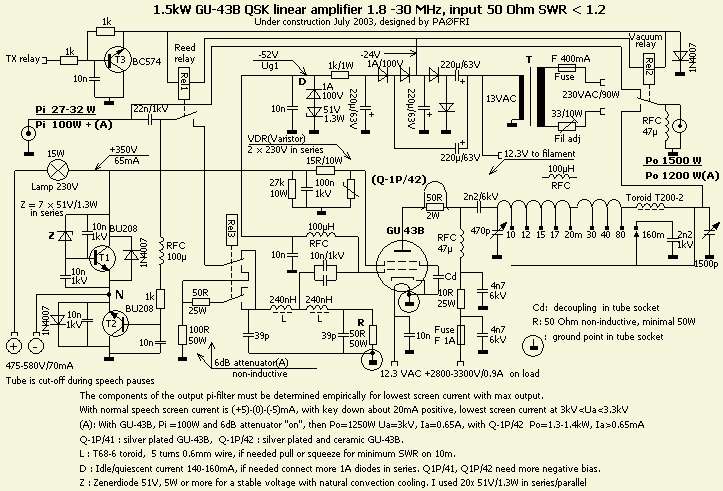 1.5kW GU-43B QSK linear amplifier 1.8 -30 MHz, input 50 Ohm SWR < 1.2
Under construction July 2003, designed by PAØFRI
TX relay
1k
1k
10n
T3
BC574
Reed relay
Rel1
-52V
Ug1
D
1k/1W
-24V
1A/100V
220µ/63V
T
F 400mA
Fuse
Vacuum relay
Rel2
1N4007
Pi 27-32 W
Pi 100W + (A)
22n/1kV
10n
1A
100V
51V
1.3W
220µ/63V
220µ/63V
220µ/63V
13VAC
230VAC/90W
33/10W
Fil adj
RFC
47µ
+350V
65mA
VDR(Varistor)
2 x 230V in series
12.3V to filament
100µH
RFC
Po 1500 W
Po 1200 W(A)
15W
Lamp 230V
15R/10W
27k
10W
100n
1kV
(Q-1P/42)
50R
2W
2n2/6kV
Toroid T200-2
Z = 7 x 51V/1.3W
in series
Z
10n
1kV
BU208
T1
1N4007
10n
1kV
RFC
100µ
Rel3
100µH
RFC
10n/1kV
GU 43B
RFC
47µ
470p
10 12 15 17 20m 30 40 80 160m
2n2
1kV
1500p
Cd
N
BU208
1k
T2
1N4007
10n
1kV
10n
50R
25W
100R
50W
240nH
L
240nH
L
39p
39p
R
50R
50W
10n
10R
25W
Fuse
F 1A
4n7
6kV
4n7
6kV
Cd: decoupling in tube socket
R: 50 Ohm non-inductive, minimal 50W
: ground point in tube socket
+ -
475-580V/70mA
6dB attenuator(A)
non-inductive
12.3 VAC +2800-3300V/0.9A on load
Tube is cut-off during speech pauses
The components of the output pi-filter must be determined empirically for lowest screen current with max output.
With normal speech screen current is (+5)-(0)-(-5)mA, with key down about 20mA positive, lowest screen current at 3kV<Ua<3.3kV
(A): With GU-43B, Pi =100W and 6dB attenuator "on", then Po=1250W Ua=3kV, Ia=0.65A, with Q-1P/42 Po=1.3-1.4kW, Ia>0.65mA
Q-1P/41 : silver plated GU-43B, Q-1P/42 : silver plated and ceramic GU-43B.
L : T68-6 toroid, 5 turns 0.6mm wire, if needed pull or squeeze for minimum SWR on 10m.
D : Idle/quiescent current 140-160mA, if needed connect more 1A diodes in series. Q1P/41, Q1P/42 need more negative bias.
Z : Zenerdiode 51V, 5W or more for a stable voltage with natural convection cooling. I used 20x 51V/1.3W in series/parallel